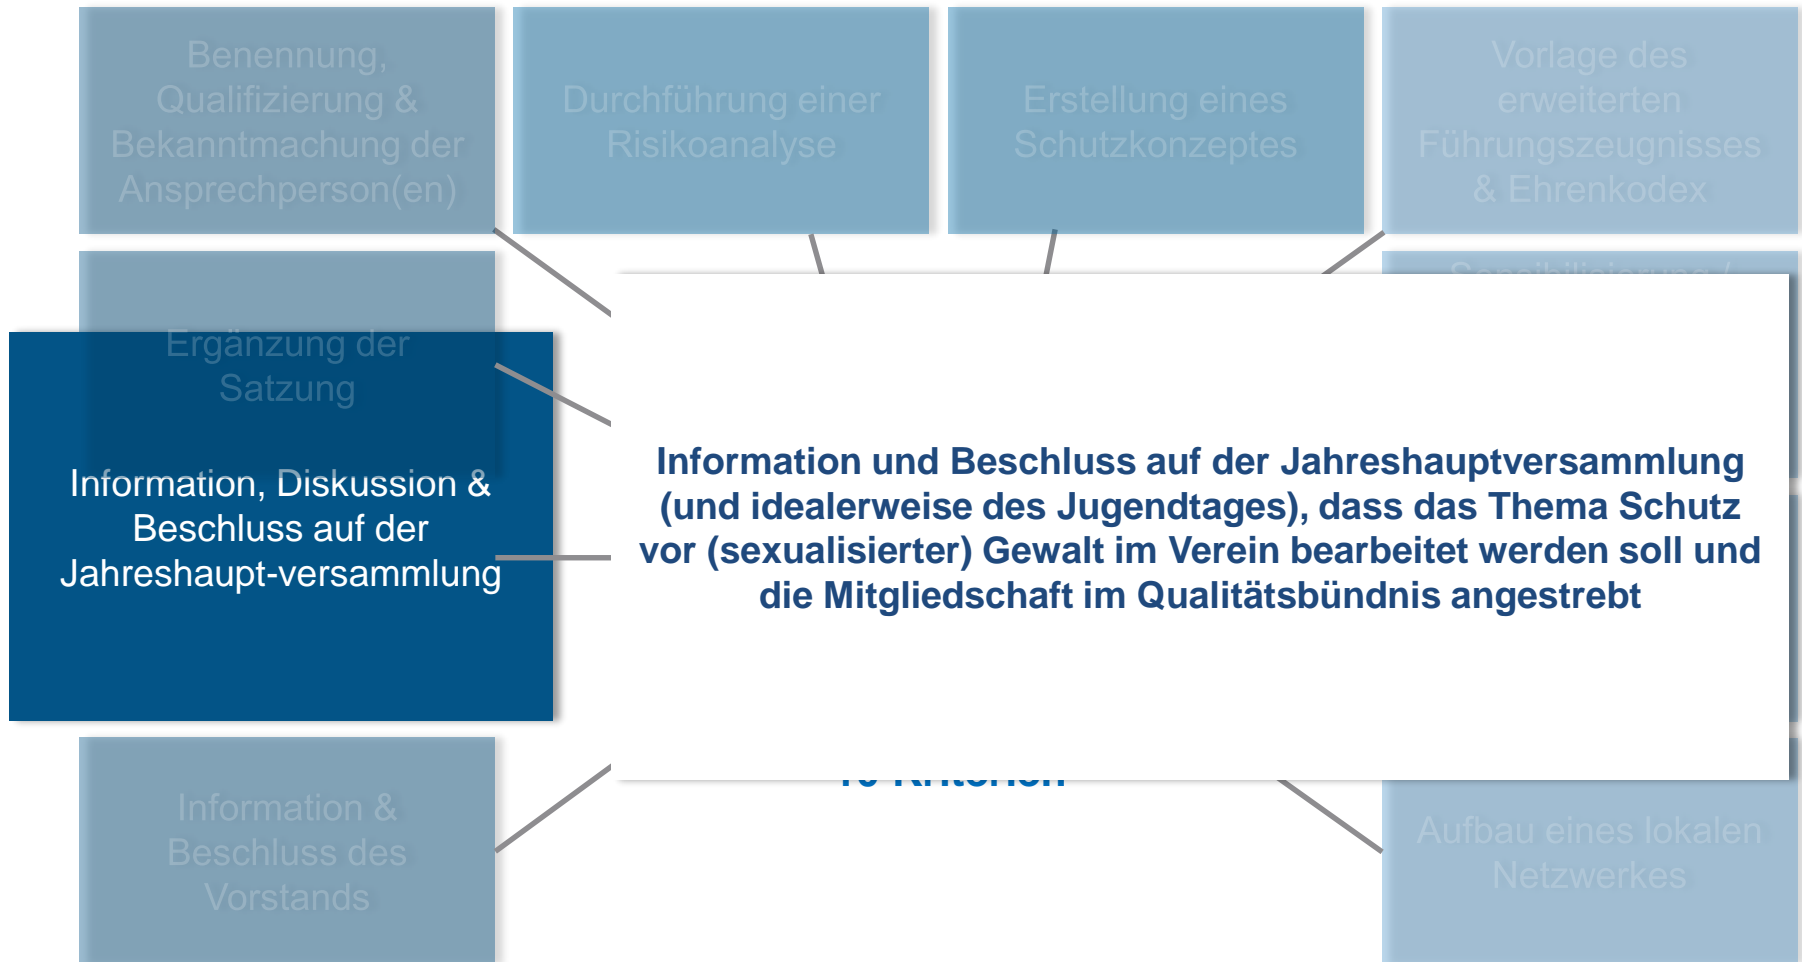 Benennung,
Qualifizierung &
Bekanntmachung der
Ansprechperson(en)
Durchführung einer
Risikoanalyse
Erstellung eines
Schutzkonzeptes
Vorlage des
erweiterten
Führungszeugnisses
& Ehrenkodex
Sensibilisierung /
Ergänzung der
Satzung
Information, Diskussion &
Beschluss auf der
Jahreshaupt-versammlung
Information und Beschluss auf der Jahreshauptversammlung
(und idealerweise des Jugendtages), dass das Thema Schutz
vor (sexualisierter) Gewalt im Verein bearbeitet werden soll und
die Mitgliedschaft im Qualitätsbündnis angestrebt
10 Kriterien
Information &
Beschluss des
Vorstands
Aufbau eines lokalen
Netzwerkes